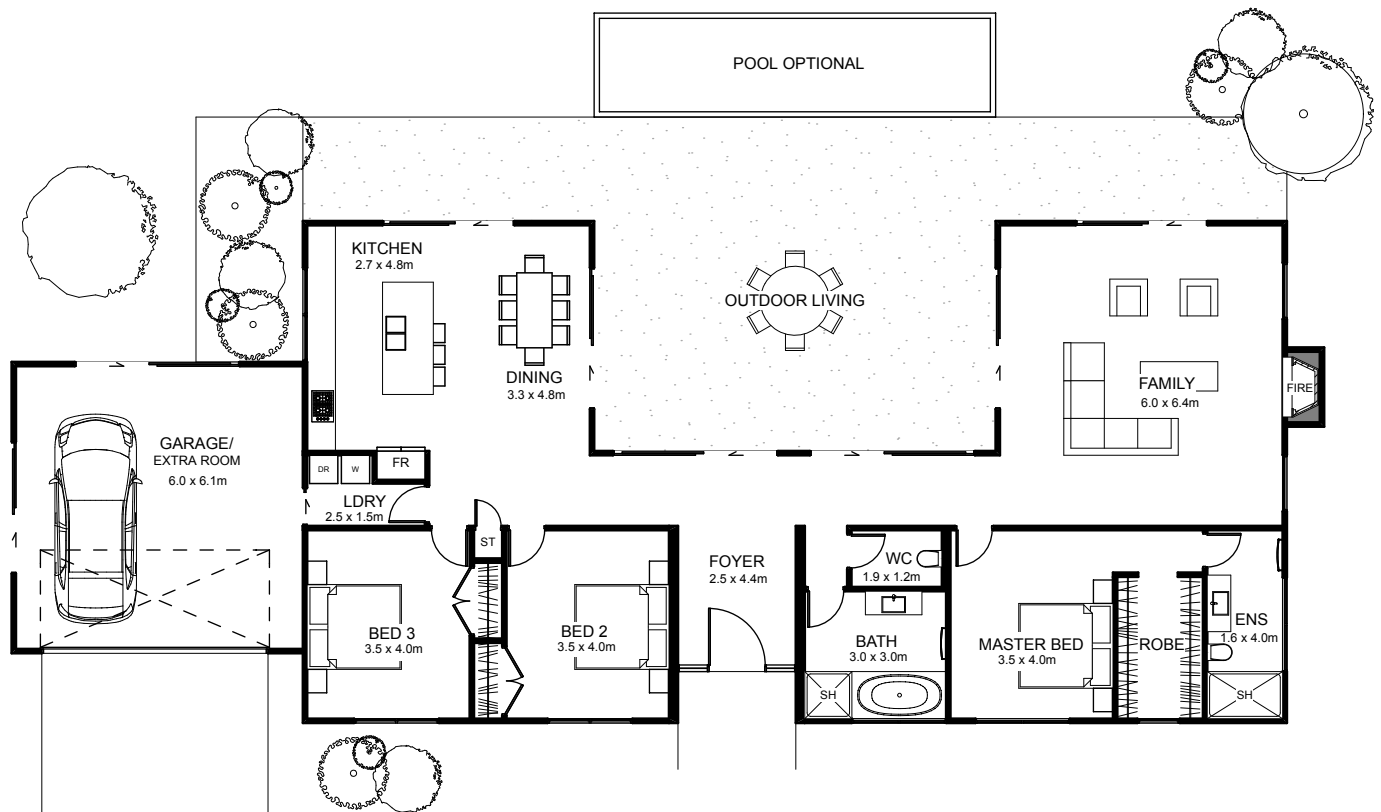 POOL OPTIONAL
KITCHEN
2.7 x 4.8m
OUTDOOR LIVING
DINING
3.3 x 4.8m
FAMILY
6.0 x 6.4m
FIRE
GARAGE/
EXTRA ROOM
6.0 x 6.1m
DR
W
FR
LDRY
2.5 x 1.5m
ST
FOYER
2.5 x 4.4m
WC
1.9 x 1.2m
BED 3
3.5 x 4.0m
BED 2
3.5 x 4.0m
BATH
3.0 x 3.0m
MASTER BED
3.5 x 4.0m
ROBE
ENS
1.6 x 4.0m
SH
SH